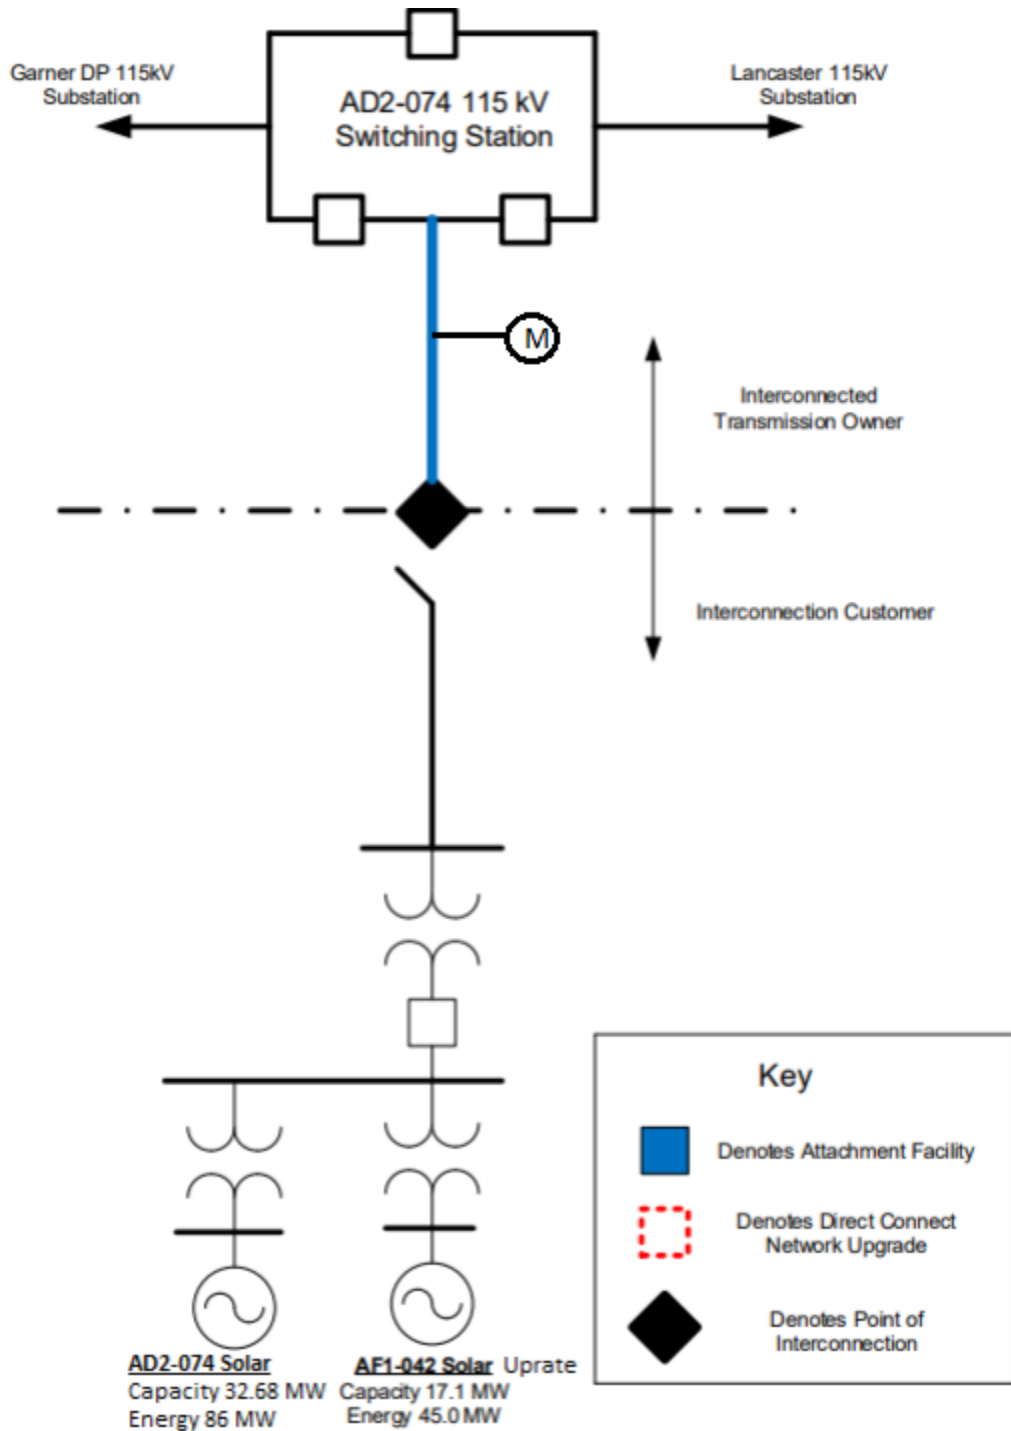 Garner DP 115kV
Substation
AD2-074 115 kV
Switching Station
Lancaster 115kV
Substation
M
Interconnected
Transmission Owner
Interconnection Customer
Key
Denotes Attachment Facility
Denotes Direct Connect
Network Upgrade
Denotes Point of
Interconnection
AD2-074 Solar
Capacity 32.68 MW
Energy 86 MW
AF1-042 Solar Uprate
Capacity 17.1 MW
Energy 45.0 MW